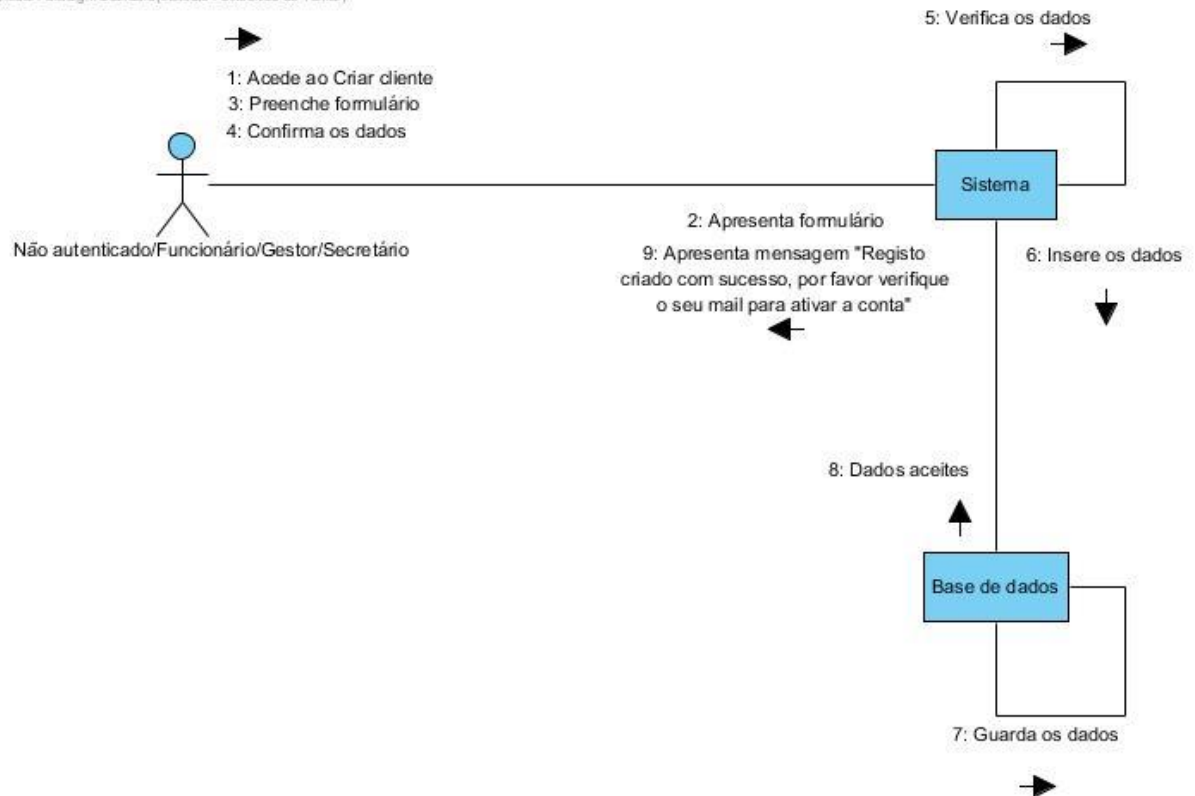 5: Verifica os dados
1: Acede ao Criar cliente
3: Preenche formulário
4: Confirma os dados
Sistema
Não autenticado/Funcionário/Gestor/Secretário
2: Apresenta formulário
9: Apresenta mensagem "Registo
criado com sucesso, por favor verifique
o seu mail para ativar a conta"
6: Insere os dados
8: Dados aceites
Base de dados
7: Guarda os dados